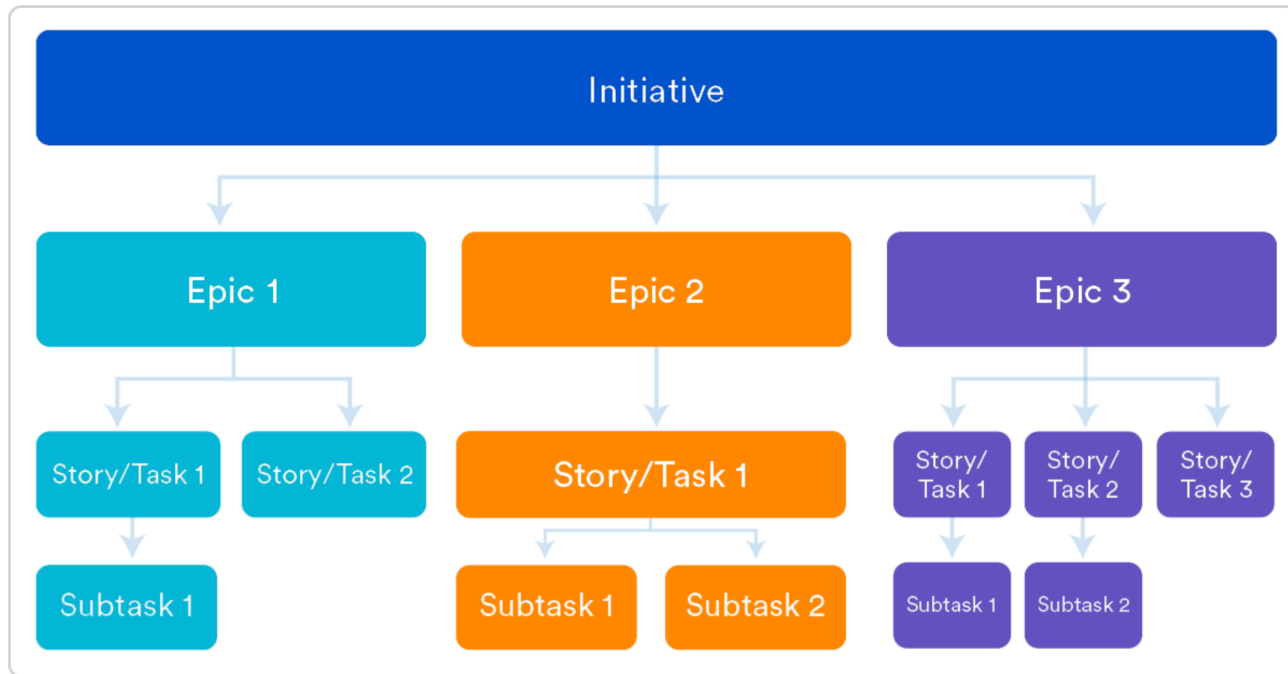 Initiative
Epic 1
Epic 2
Epic 3
Story/Task 1
Story/Task 2
Story/Task 1
Story/
Task 1
Story/
Task 2
Story/
Task 3
Subtask 1
Subtask 1
Subtask 2
Subtask 1
Subtask 2